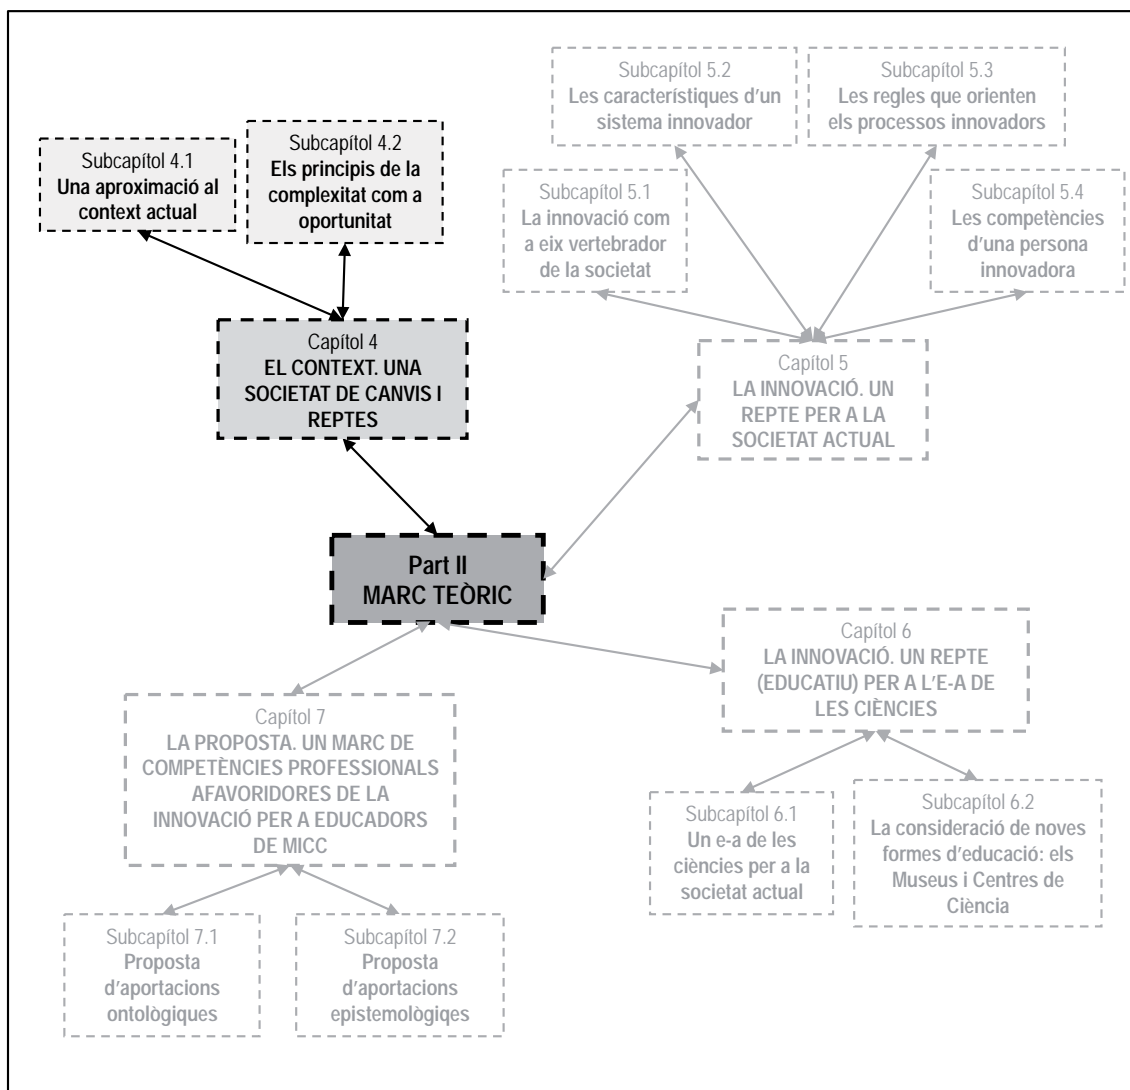 Subcapítol 4.1
Una aproximació al
context actual
Subcapítol 4.2
Els principis de la
complexitat com a
oportunitat
Subcapítol 5.2
Les característiques d'un
sistema innovador
Subcapítol 5.3
Les regles que orienten
els processos innovadors
Subcapítol 5.1
La innovació com
a eix vertebrador
de la societat
Subcapítol 5.4
Les competències
d'una persona
innovadora
Capítol 4
EL CONTEXT. UNA
SOCIETAT DE CANVIS I
REPTES
Capítol 5
LA INNOVACIÓ. UN
REPTE PER A LA
SOCIETAT ACTUAL
Part II
MARC TEÒRIC
Capítol 6
LA INNOVACIÓ. UN REPTE
(EDUCATIU) PER A L'E-A DE
LES CIÈNCIES
Capítol 7
LA PROPOSTA. UN MARC DE
COMPETÈNCIES PROFESSIONALS
AFAVORIDORES DE LA
INNOVACIÓ PER A EDUCADORS
DE MICC
Subcapítol 6.1
Un e-a de les
ciències per a la
societat actual
Subcapítol 6.2
La consideració de noves
formes d'educació: els
Museus i Centres de
Ciència
Subcapítol 7.1
Proposta
d'aportacions
ontològiques
Subcapítol 7.2
Proposta
d'aportacions
epistemològiqes